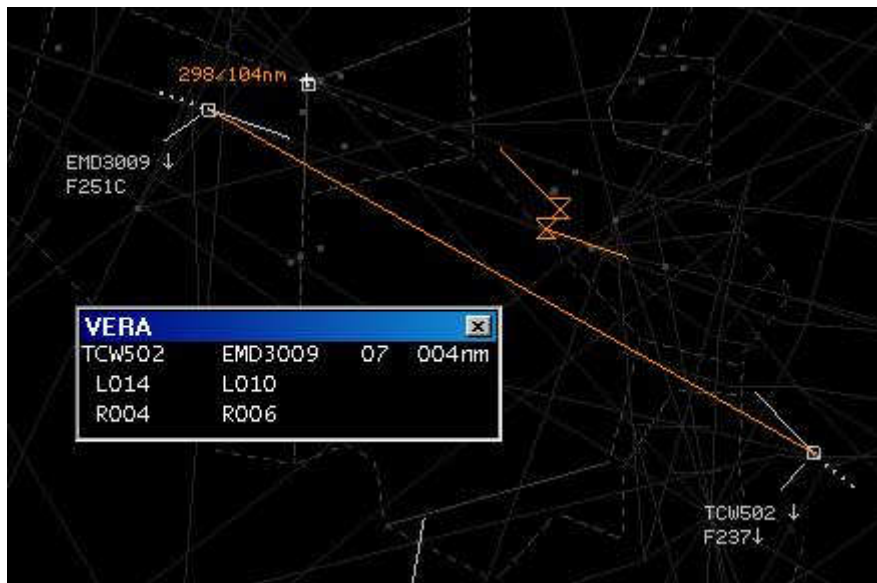 298/104nm
EMD3009 ↓
F251C
VERA
TCW502 EMD3009 07 004nm
L014 L010
R004 R006
TCW502 ↓
F237↓